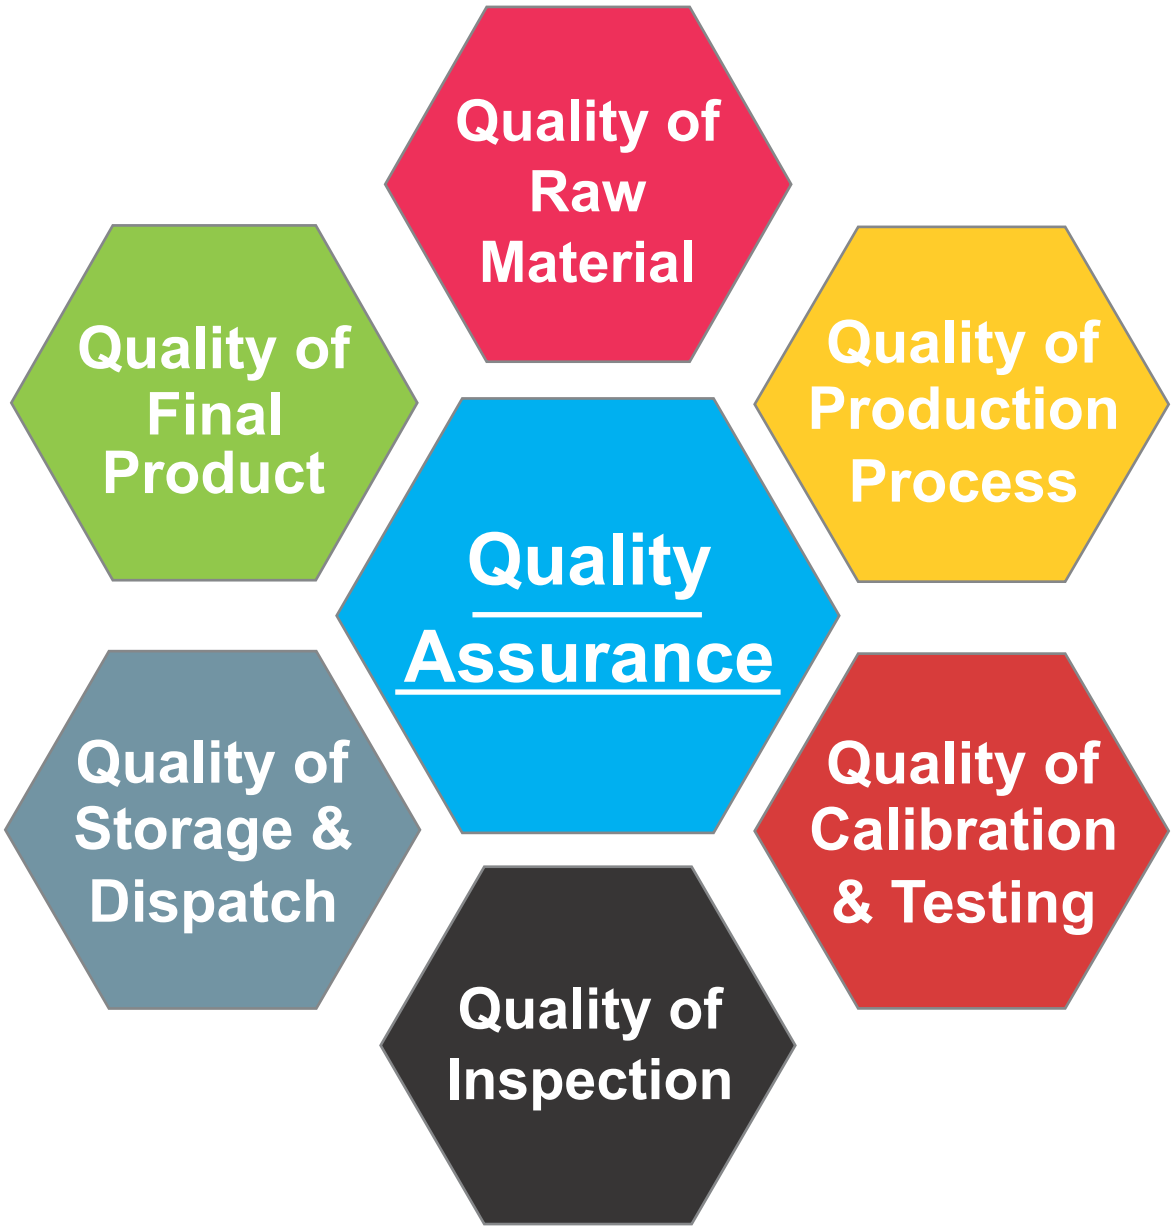 Quality of
Raw
Material
Quality of
Final
Product
Quality of
Production
Process
Quality
Assurance
Quality of
Storage &
Dispatch
Quality of
Calibration
& Testing
Quality of
Inspection